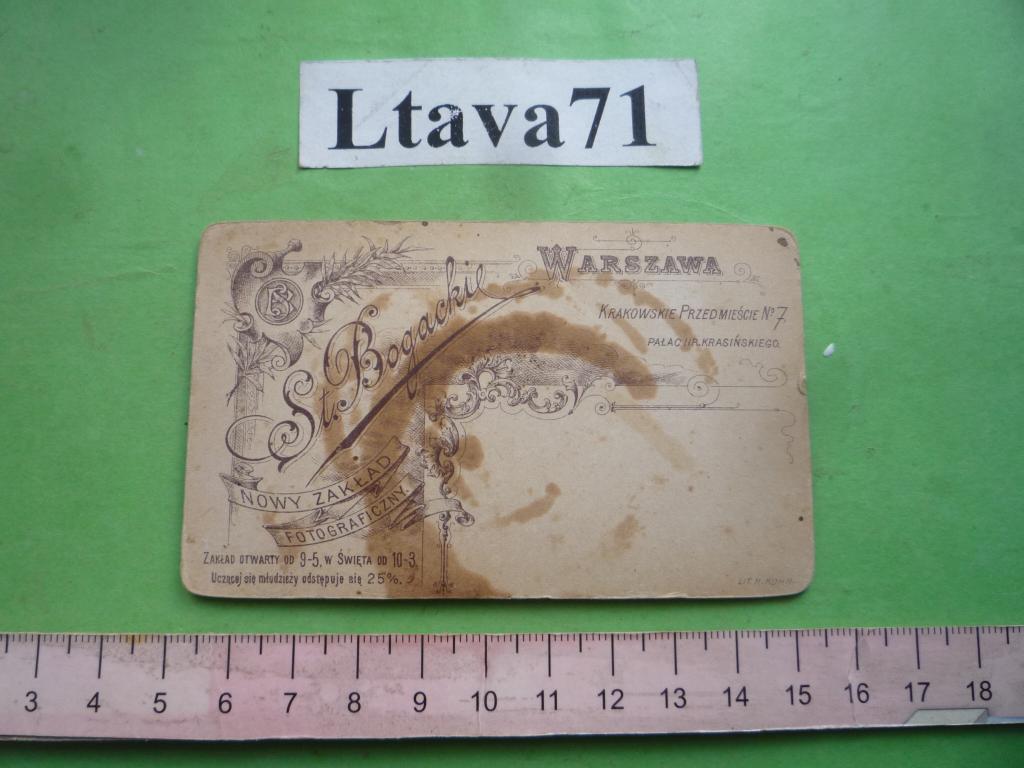 Ltava71
WARSZAWA
KRAKOWSKIE PRZEDMIEŚCIE No 7
PAŁAC HR. KRASIŃSKIEGO.
SB
St. Bogackie
NOWY ZAKŁAD
FOTOGRAFICZNY
ZAKŁAD OTWARTY OD 9-5, W ŚWIĘTA OD 10-3.
Uczącej się młodzieży odstępuje się 25%.
LIT. H. KOHN.
3 4 5 6 7 8 9 10 11 12 13 14 15 16 17 18